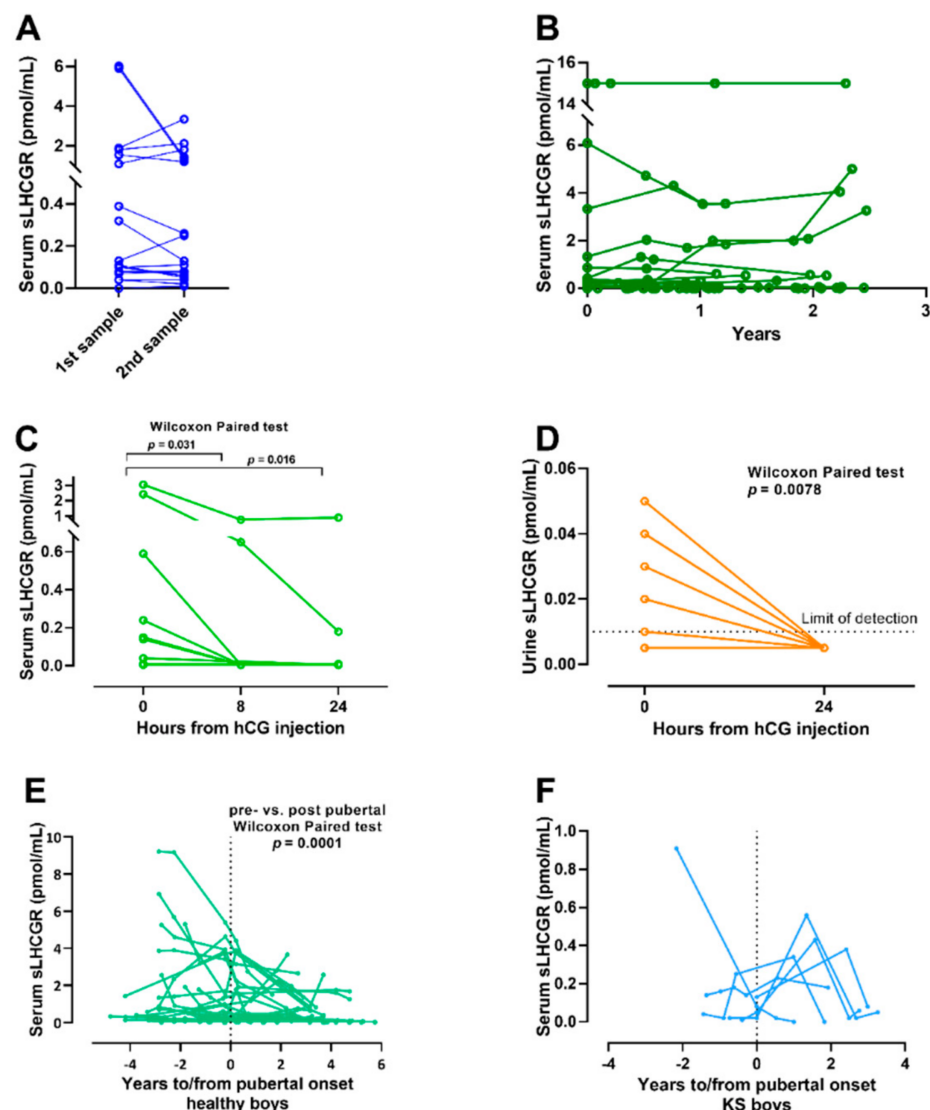 A
Serum sLHCGR (pmol/mL)
6
4
2
0.4
0.2
0.0
1st sample
2nd sample
B
Serum sLHCGR (pmol/mL)
16
14
6
4
2
0
0
1
2
3
Years
C
Wilcoxon Paired test
p = 0.031
p = 0.016
Serum sLHCGR (pmol/mL)
3
2
1
0.6
0.4
0.2
0.0
0
8
24
Hours from hCG injection
D
Wilcoxon Paired test
p = 0.0078
Urine sLHCGR (pmol/mL)
0.06
0.04
0.02
0.00
Limit of detection
0
24
Hours from hCG injection
E
pre- vs. post pubertal
Wilcoxon Paired test
p = 0.0001
Serum sLHCGR (pmol/mL)
10
8
6
4
2
0
-4
-2
0
2
4
6
Years to/from pubertal onset
healthy boys
F
Serum sLHCGR (pmol/mL)
1.0
0.8
0.6
0.4
0.2
0.0
-4
-2
0
2
4
Years to/from pubertal onset
KS boys